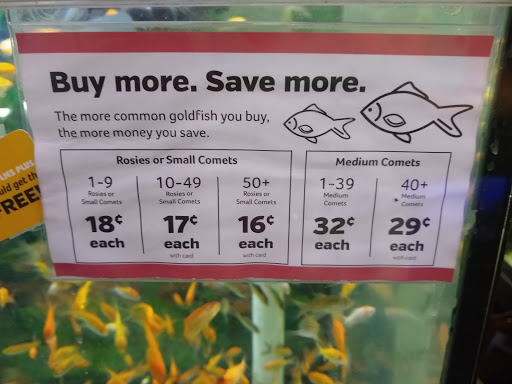 Buy more. Save more.
The more common goldfish you buy,
the more money you save.
Rosies or Small Comets
1-9
Rosies or
Small Comets
18¢
each
10-49
Rosies or
Small Comets
17¢
each
with card
50+
Rosies or
Small Comets
16¢
each
with card
Medium Comets
1-39
Medium
Comets
32¢
each
40+
Medium
Comets
29¢
each
with card
PLUS
get
FREE